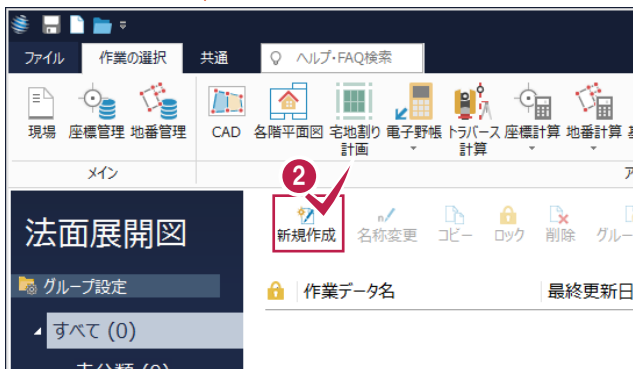 ファイル 作業の選択 共通 ヘルプ・FAQ検索
現場 座標管理 地番管理 CAD 各階平面図 宅地割り 電子野帳 トラバース 座標計算 地番計算
計画 計算
メイン
2
法面展開図
新規作成 名称変更 コピー ロック 削除 グルー
グループ設定
作業データ名 最終更新日
すべて (0)